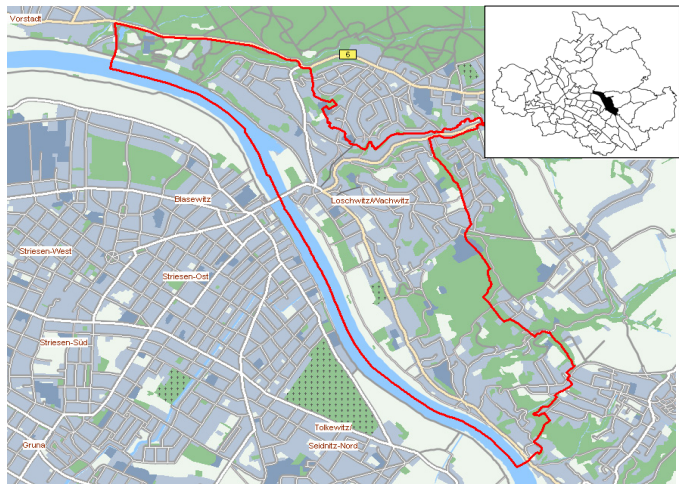 Vorstadt
6
Blasewitz
Loschwitz/Wachwitz
Striesen-West
Striesen-Ost
Striesen-Süd
Tolkewitz/
Seidnitz-Nord
Gruna